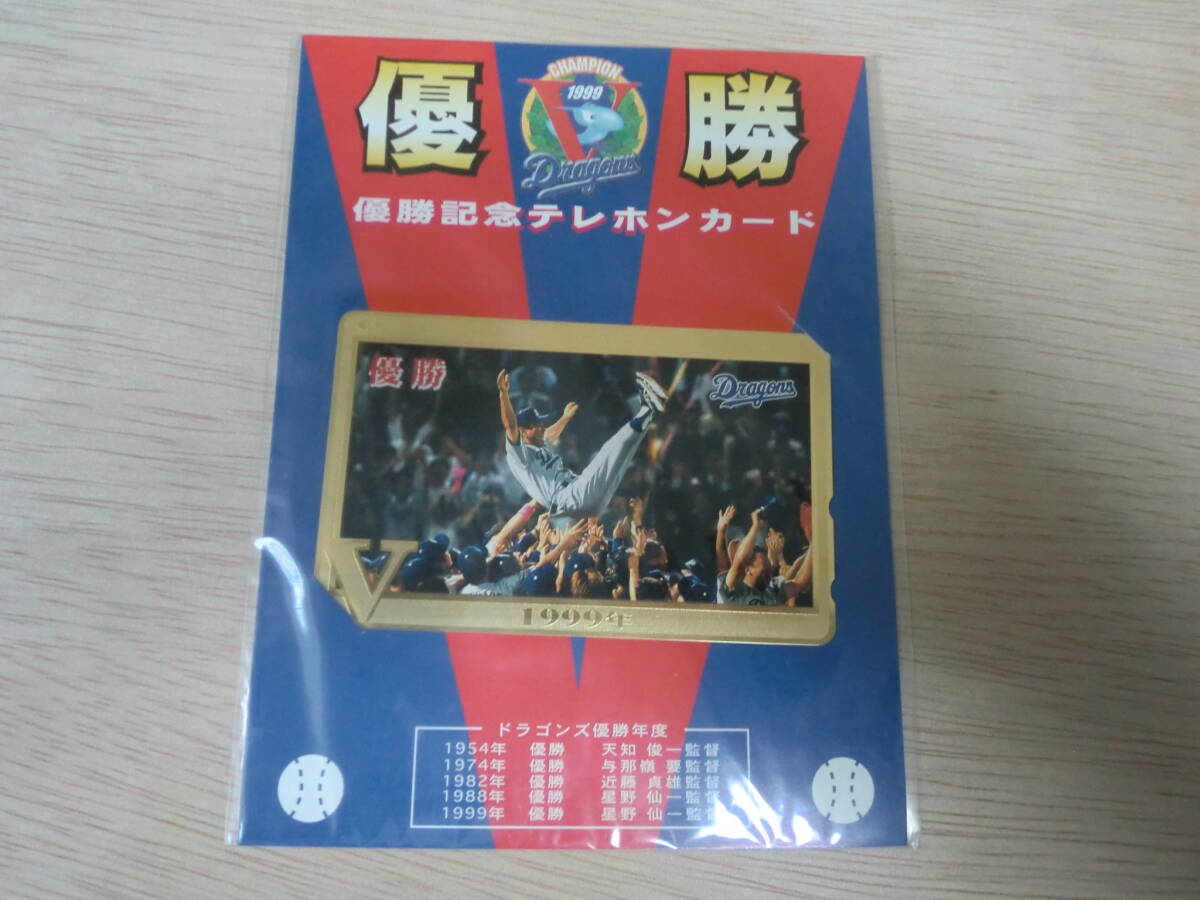 優 勝
CHAMPION
1999
V
Dragons
優勝記念テレホンカード
優勝
Dragons
V
1999年
ドラゴンズ優勝年度
1954年 優勝 天知 俊一監督
1974年 優勝 与那嶺 要監督
1982年 優勝 近藤 貞雄監督
1988年 優勝 星野 仙一監督
1999年 優勝 星野 仙一監督